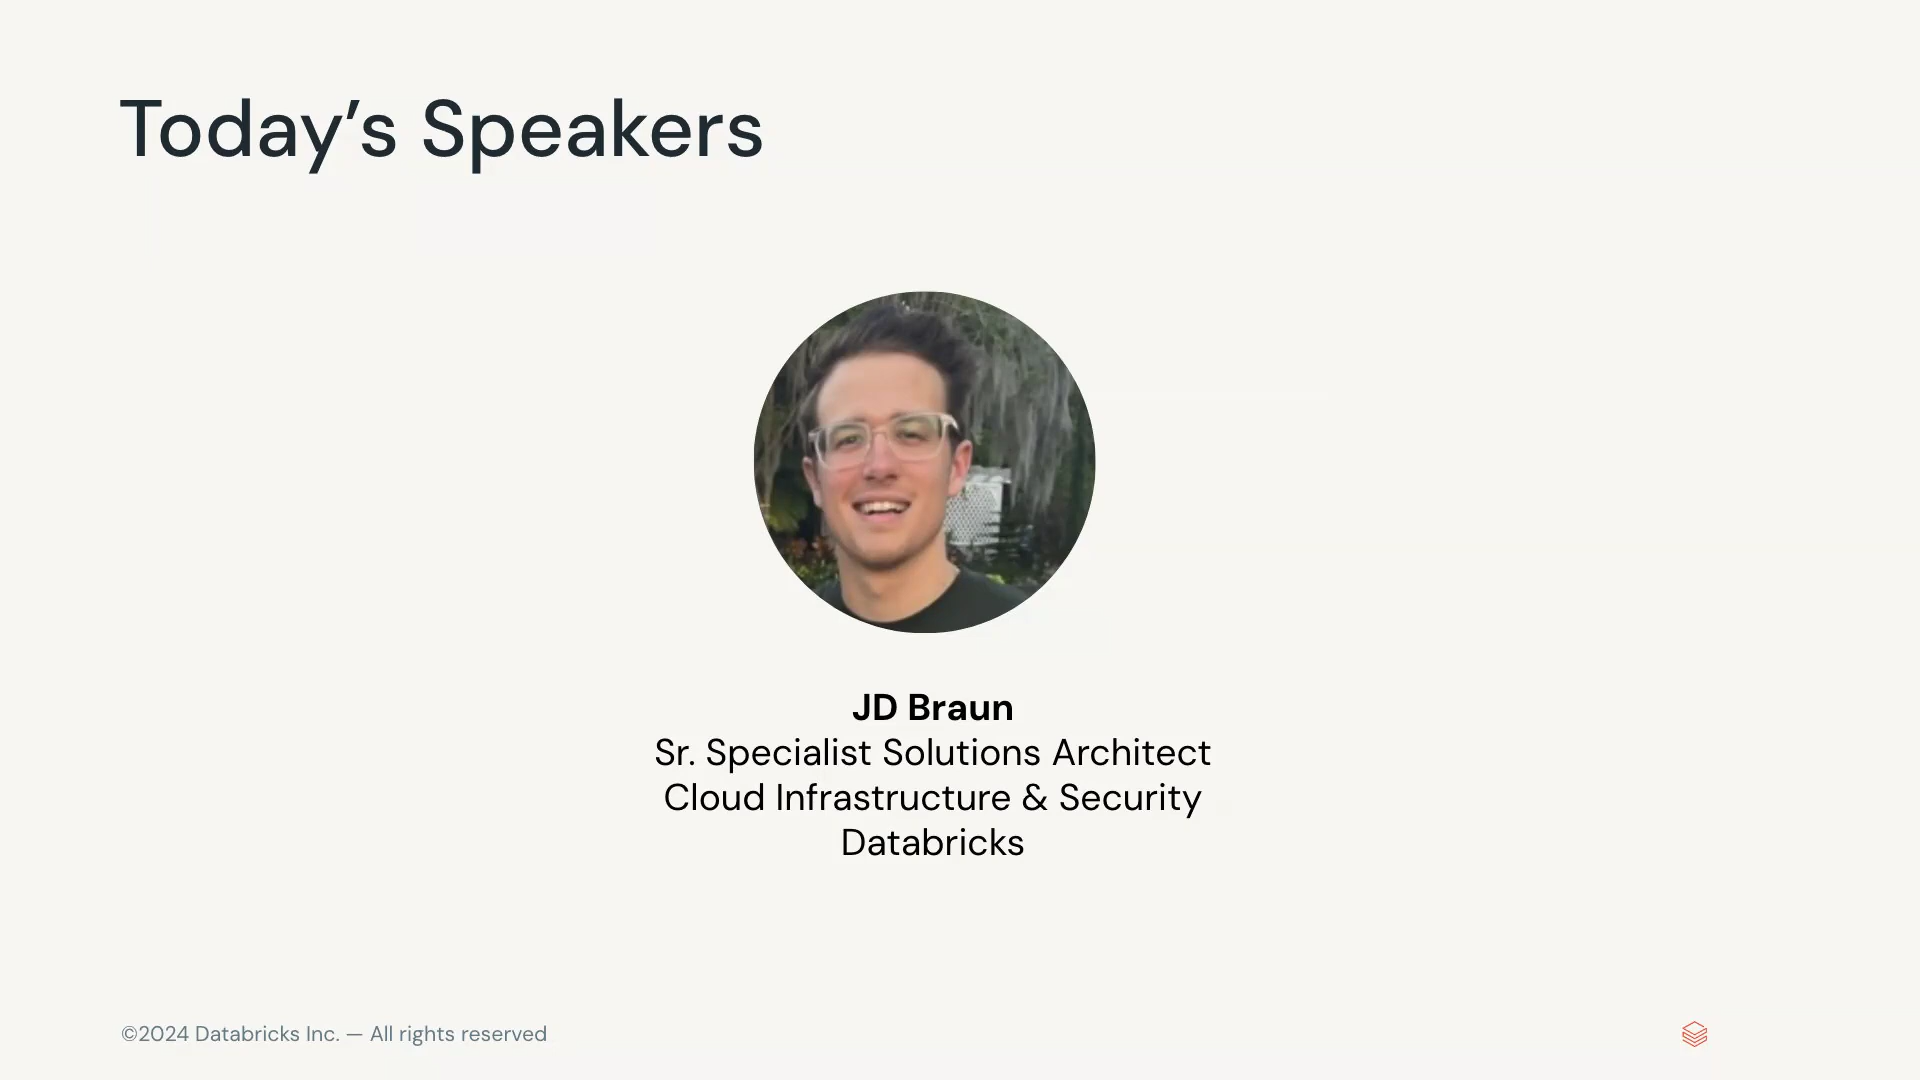 Today’s Speakers
JD Braun
Sr. Specialist Solutions Architect
Cloud Infrastructure & Security
Databricks
©2024 Databricks Inc. — All rights reserved